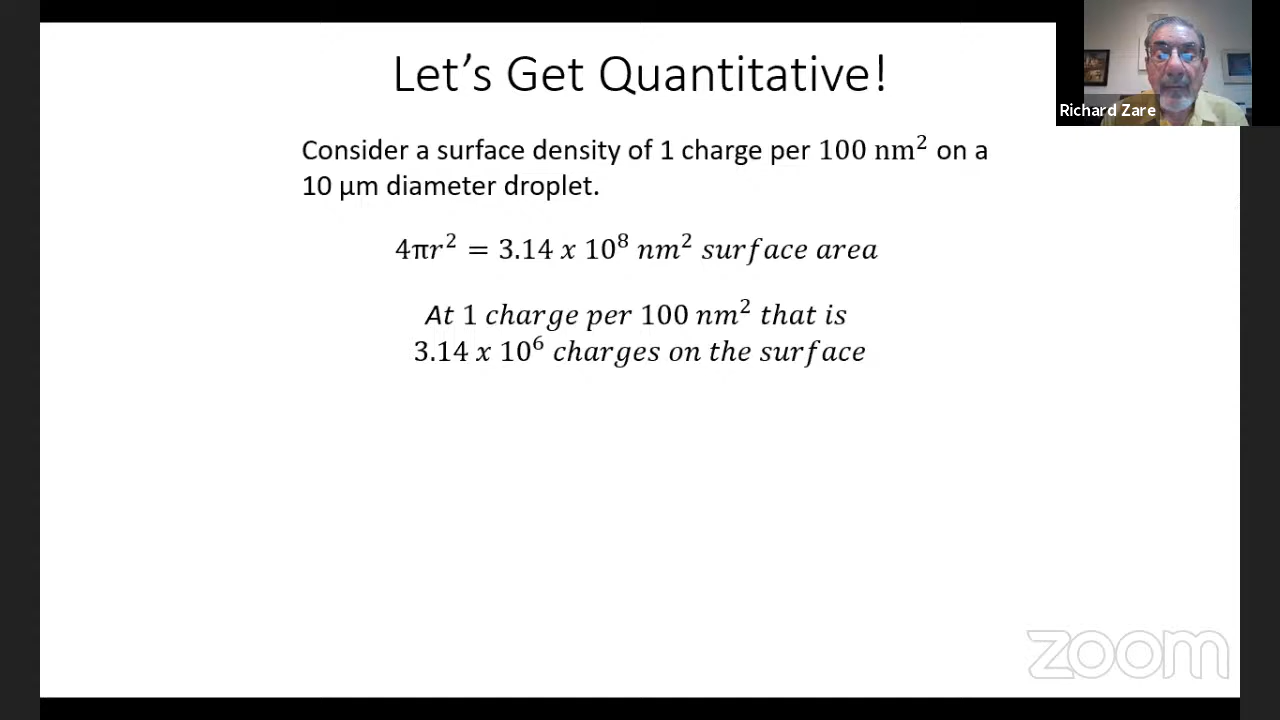 Let's Get Quantitative!
Richard Zare
Consider a surface density of 1 charge per 100 nm² on a
10 µm diameter droplet.
4πr² = 3.14 x 10⁸ nm² surface area
At 1 charge per 100 nm² that is
3.14 x 10⁶ charges on the surface
zoom